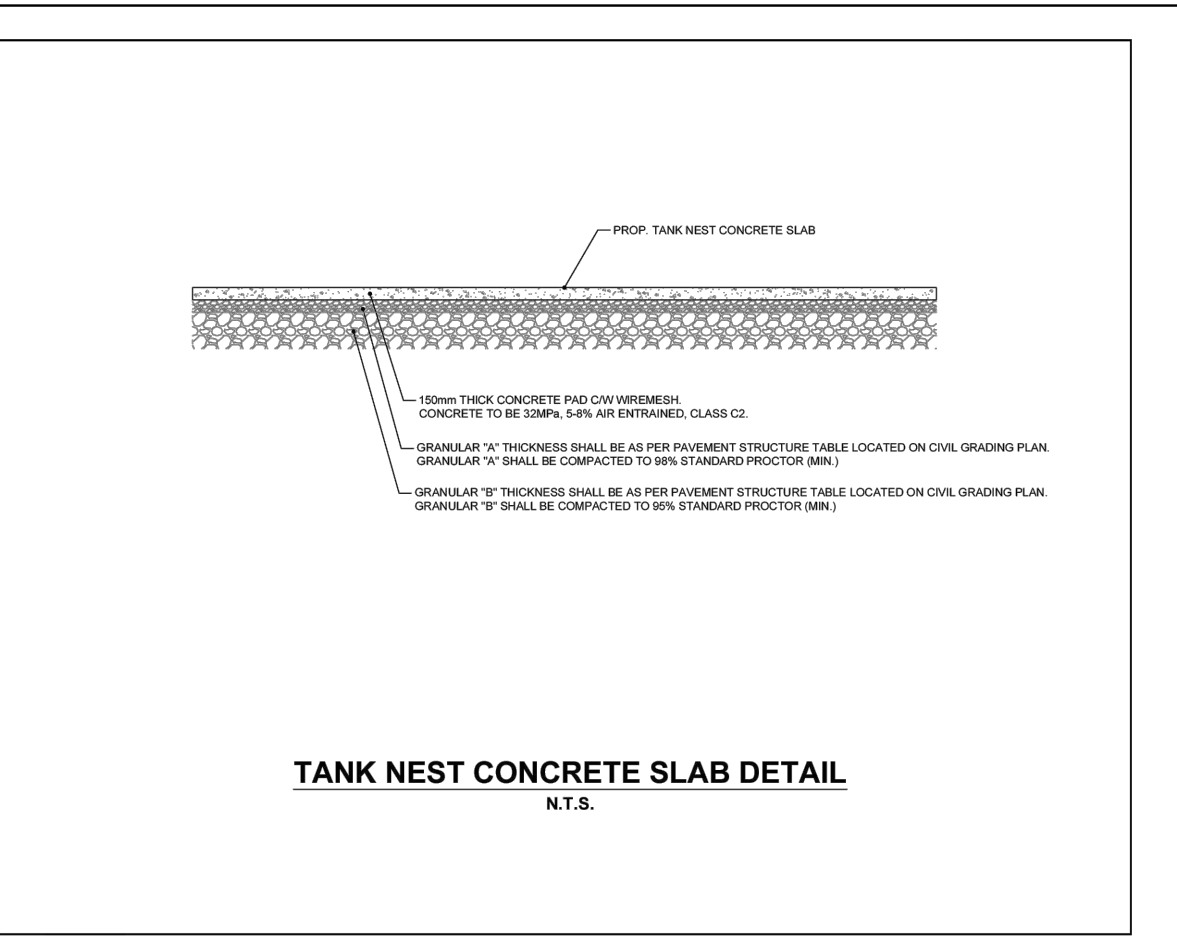 PROP. TANK NEST CONCRETE SLAB
150mm THICK CONCRETE PAD C/W WIREMESH.
CONCRETE TO BE 32MPa, 5-8% AIR ENTRAINED, CLASS C2.
GRANULAR "A" THICKNESS SHALL BE AS PER PAVEMENT STRUCTURE TABLE LOCATED ON CIVIL GRADING PLAN.
GRANULAR "A" SHALL BE COMPACTED TO 98% STANDARD PROCTOR (MIN.)
GRANULAR "B" THICKNESS SHALL BE AS PER PAVEMENT STRUCTURE TABLE LOCATED ON CIVIL GRADING PLAN.
GRANULAR "B" SHALL BE COMPACTED TO 95% STANDARD PROCTOR (MIN.)
TANK NEST CONCRETE SLAB DETAIL
N.T.S.